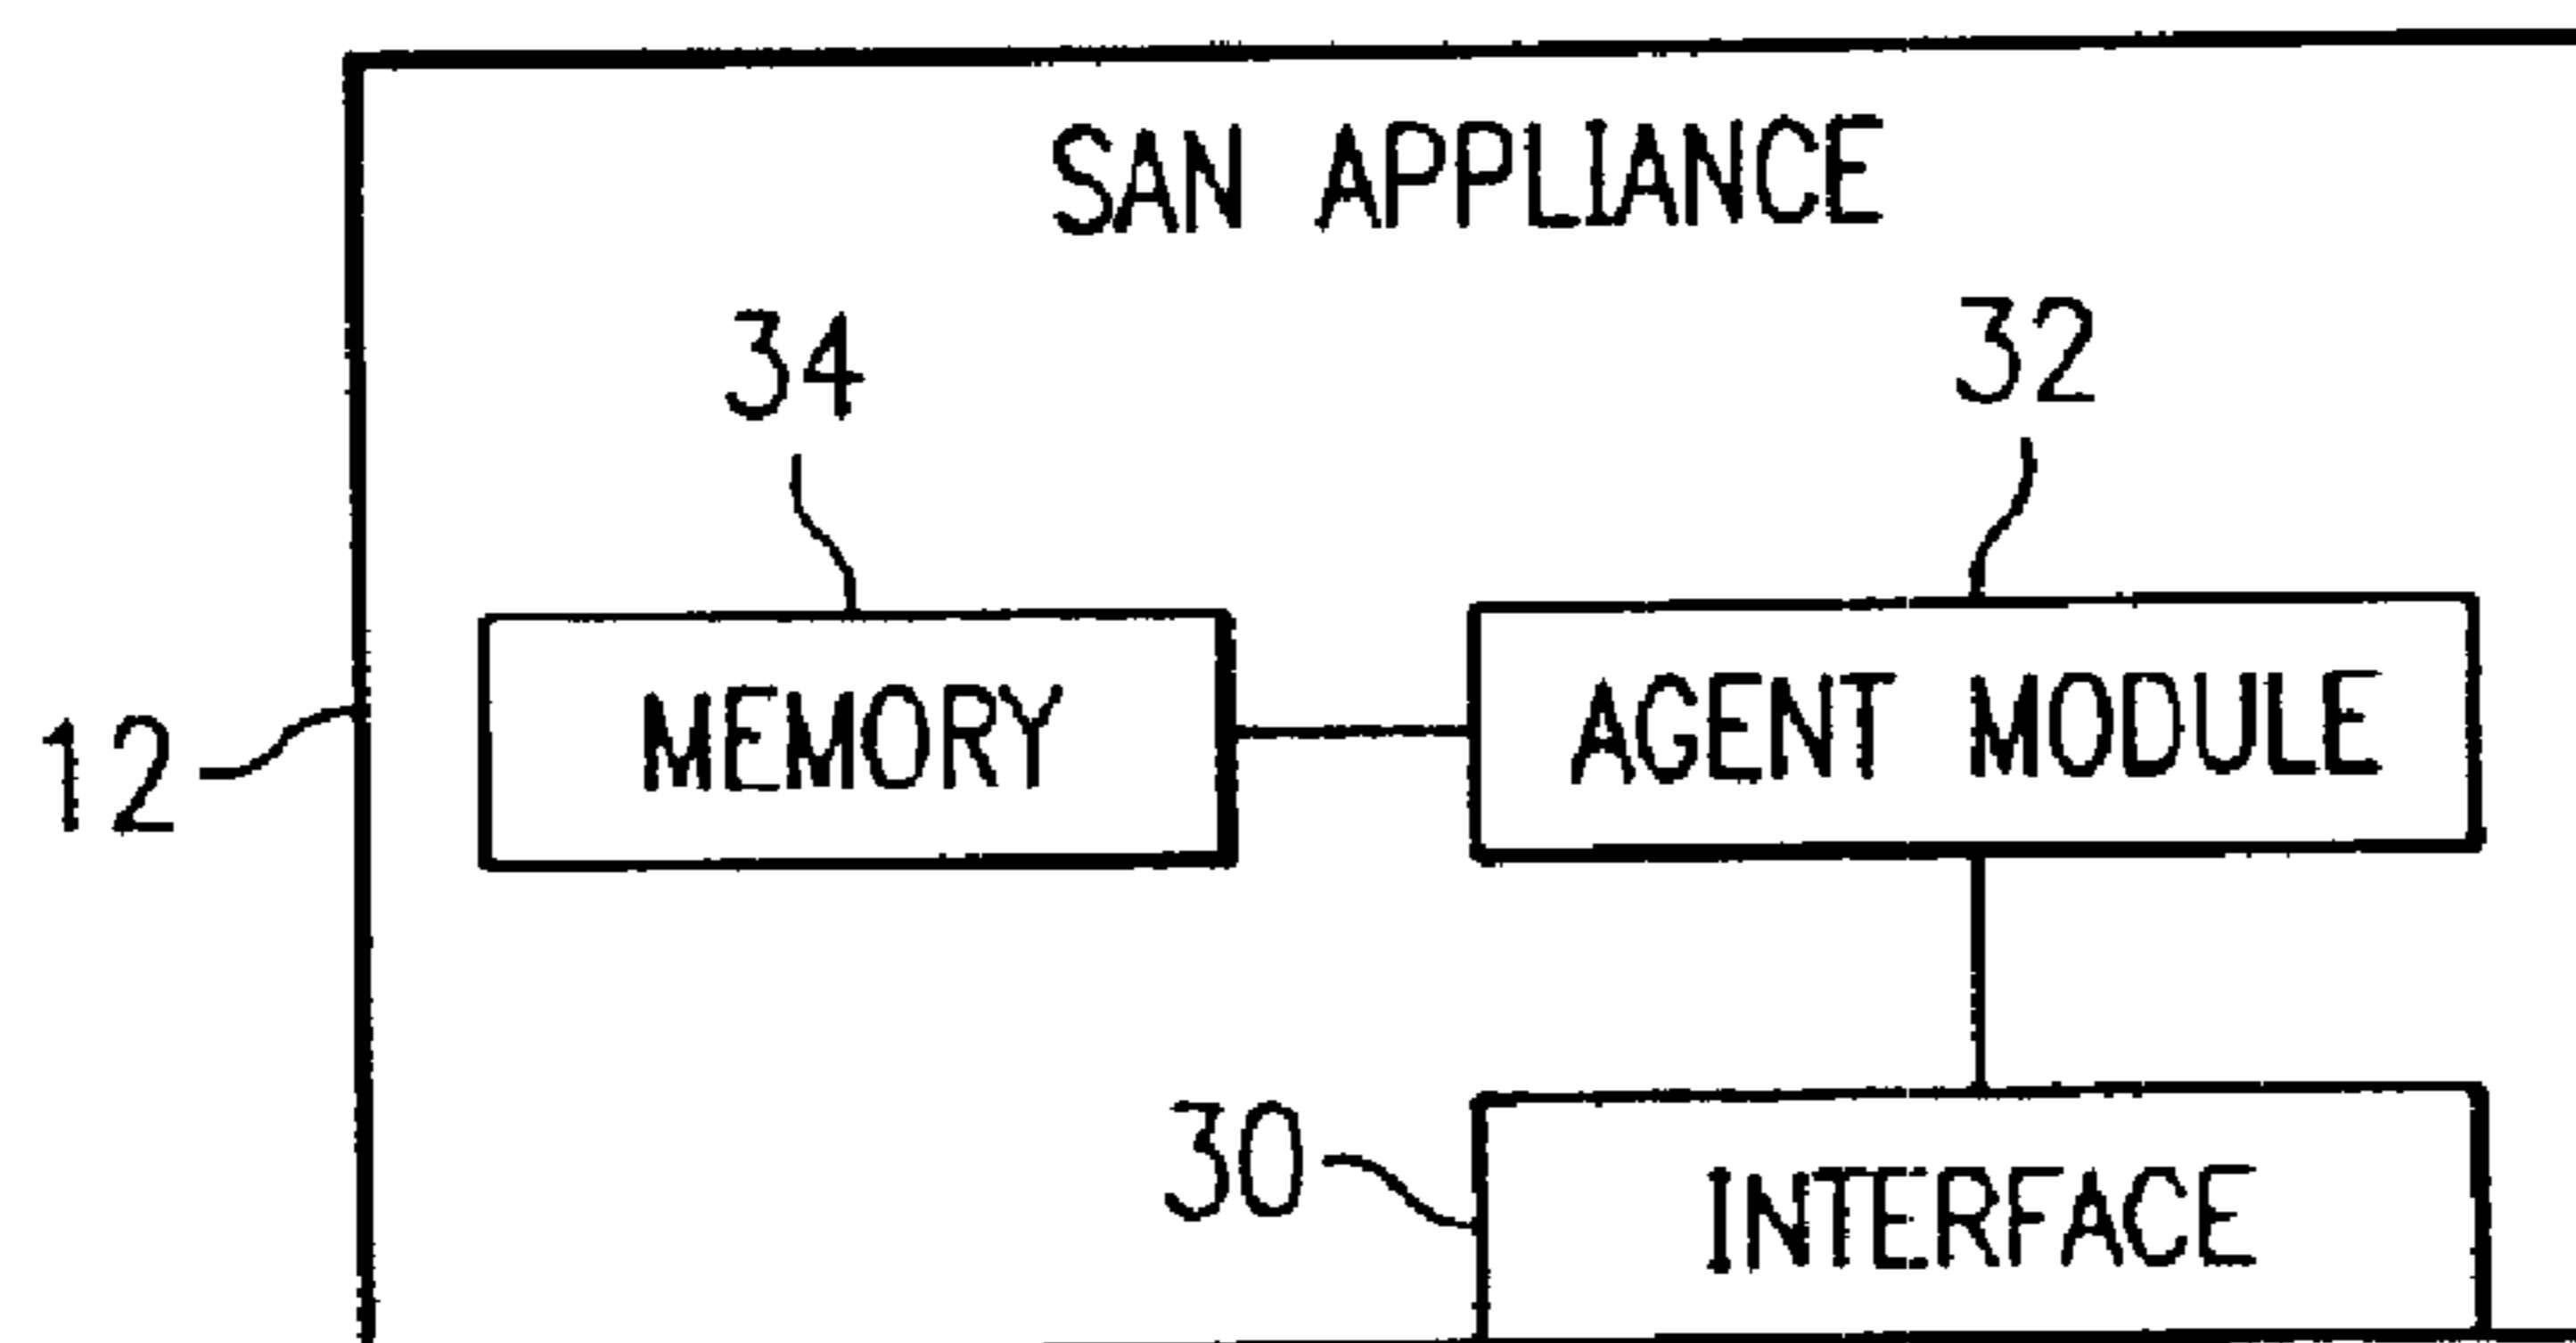 SAN APPLIANCE
34
32
MEMORY
AGENT MODULE
12
30
INTERFACE